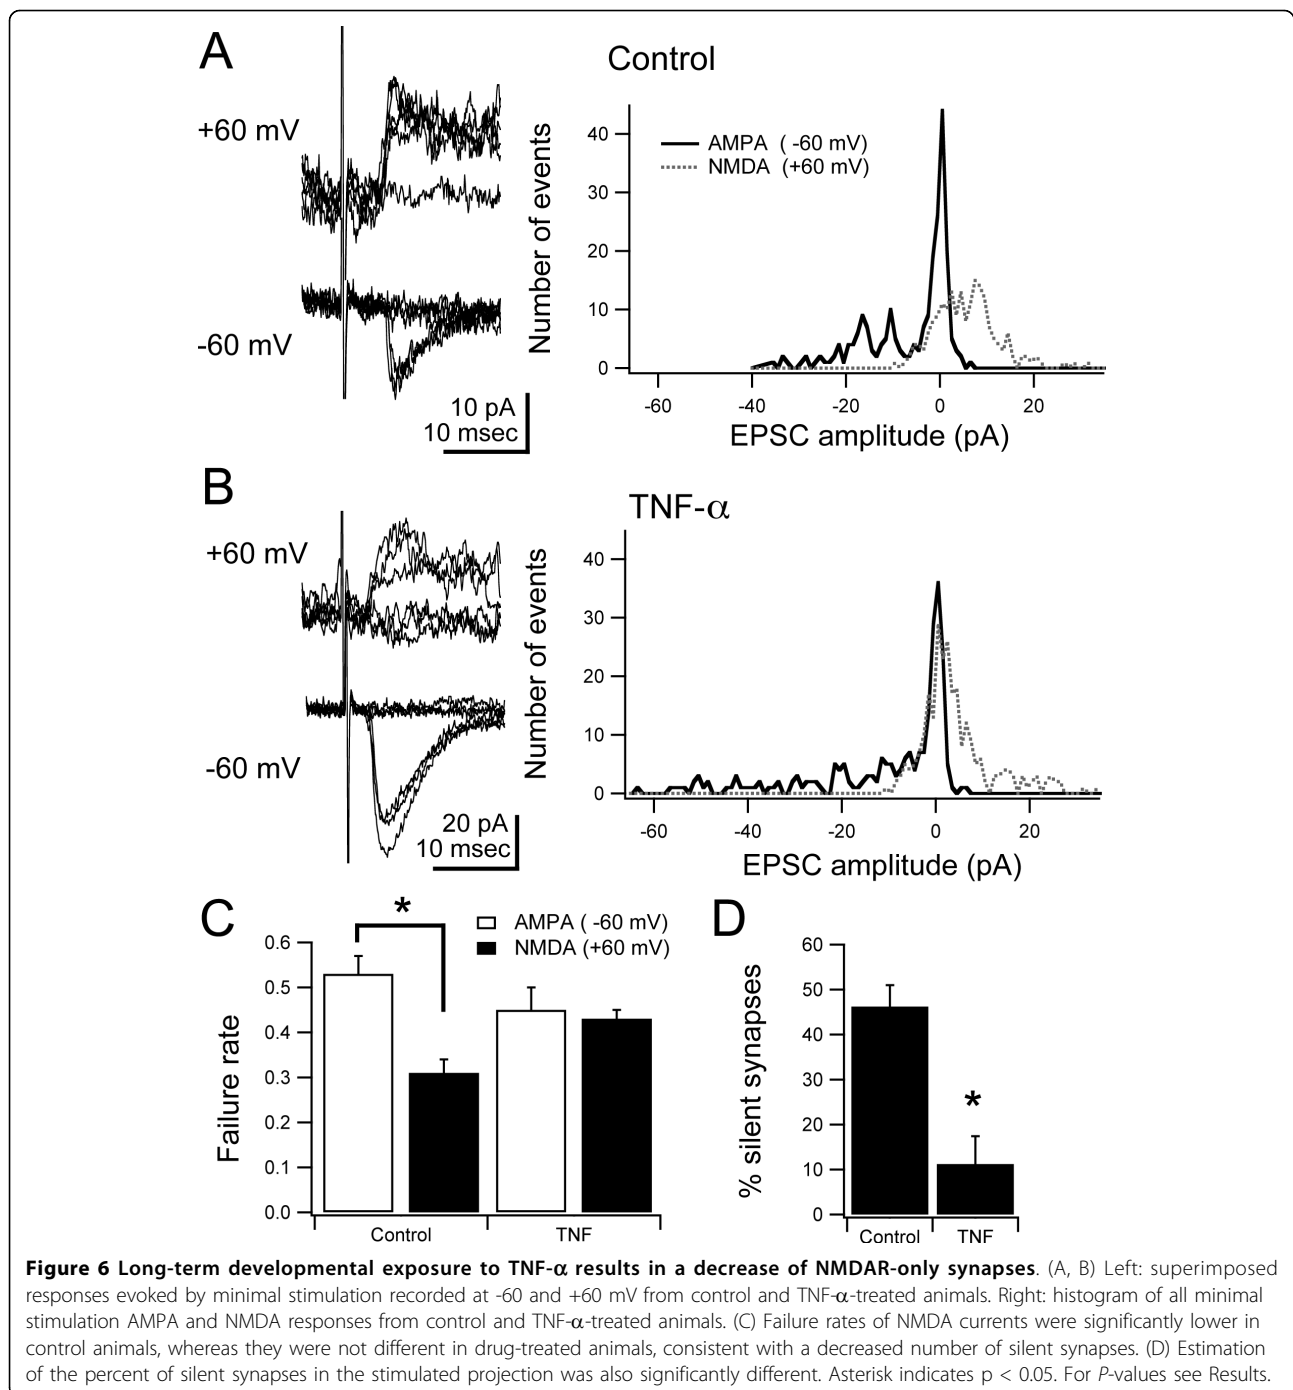 A
Control
+60 mV
-60 mV
10 pA
10 msec
Number of events
40
30
20
10
0
AMPA ( -60 mV)
NMDA (+60 mV)
-60
-40
-20
0
20
EPSC amplitude (pA)
B
TNF-α
+60 mV
-60 mV
20 pA
10 msec
Number of events
40
30
20
10
0
-60
-40
-20
0
20
EPSC amplitude (pA)
C
*
AMPA ( -60 mV)
NMDA (+60 mV)
Failure rate
0.6
0.5
0.4
0.3
0.2
0.1
0.0
Control
TNF
D
% silent synapses
60
50
40
30
20
10
0
*
Control
TNF
Figure 6 Long-term developmental exposure to TNF-α results in a decrease of NMDAR-only synapses. (A, B) Left: superimposed
responses evoked by minimal stimulation recorded at -60 and +60 mV from control and TNF-α-treated animals. Right: histogram of all minimal
stimulation AMPA and NMDA responses from control and TNF-α-treated animals. (C) Failure rates of NMDA currents were significantly lower in
control animals, whereas they were not different in drug-treated animals, consistent with a decreased number of silent synapses. (D) Estimation
of the percent of silent synapses in the stimulated projection was also significantly different. Asterisk indicates p < 0.05. For P-values see Results.